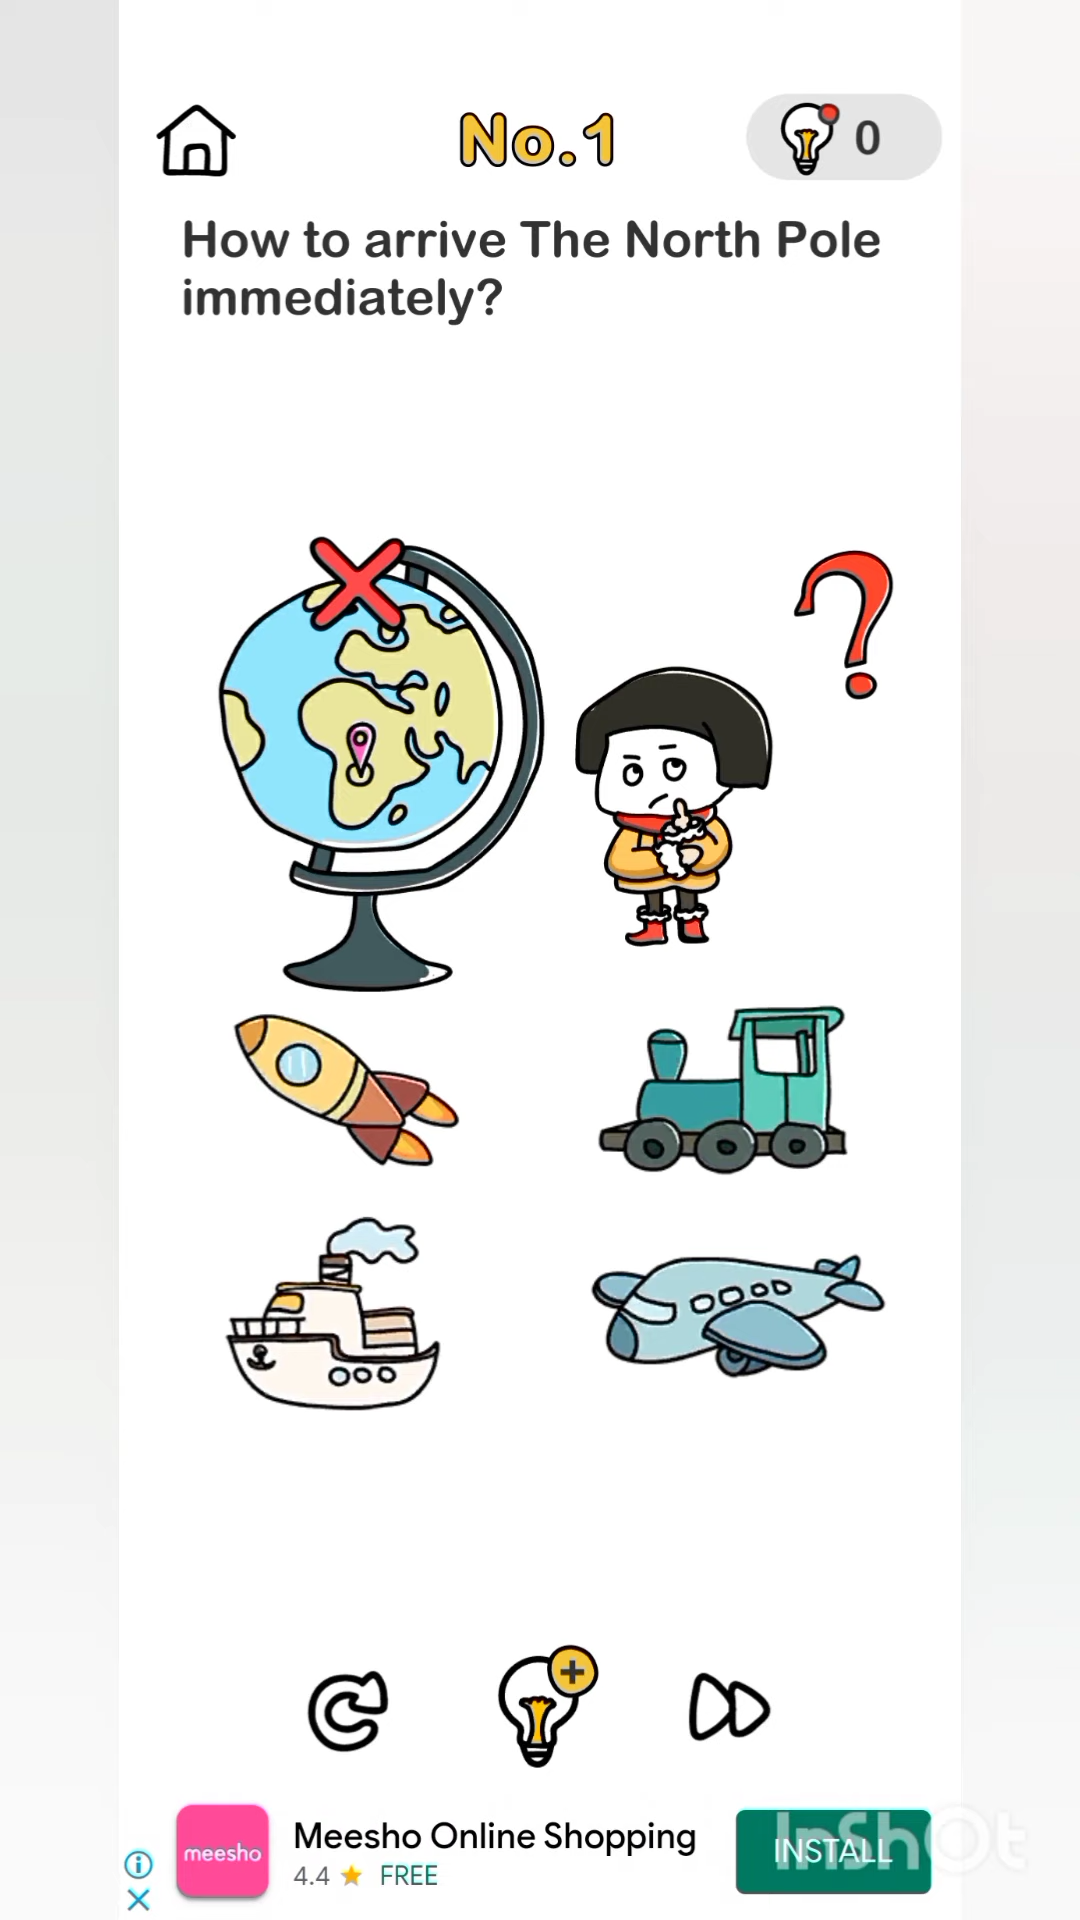 No.1
0
How to arrive The North Pole
immediately?
meesho
Meesho Online Shopping
4.4 ★ FREE
INSTALL
InShOt